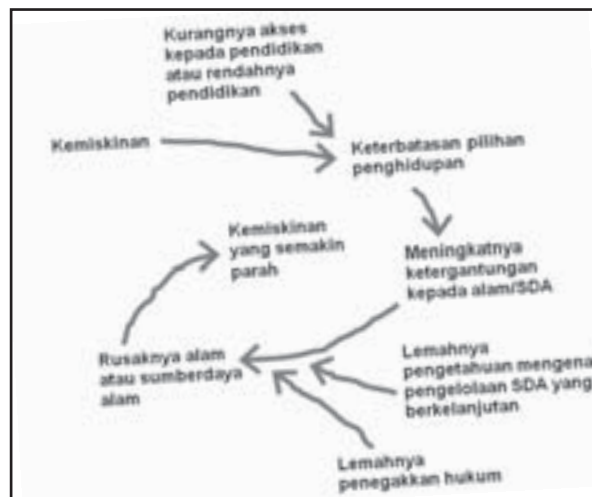 Kurangnya akses
kepada pendidikan
atau rendahnya
pendidikan
Kemiskinan
Keterbatasan pilihan
penghidupan
Meningkatnya
ketergantungan
kepada alam/SDA
Kemiskinan
yang semakin
parah
Rusaknya alam
atau sumberdaya
alam
Lemahnya
pengetahuan mengena
pengelolaan SDA yang
berkelanjutan
Lemahnya
penegakkan hukum